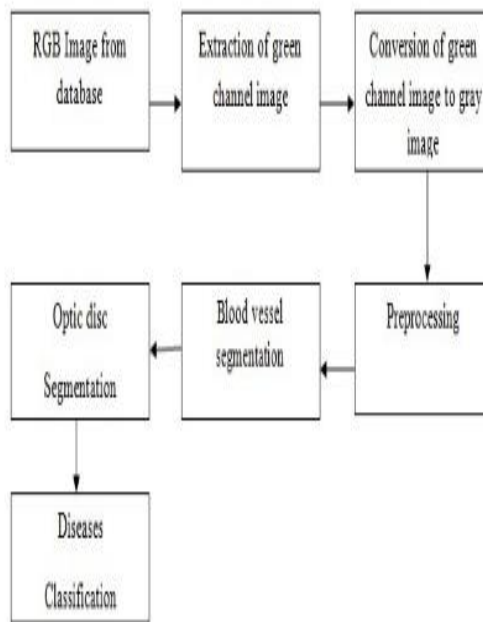 RGB Image from
database
Extraction of green
channel image
Conversion of green
channel image to gray
image
Preprocessing
Blood vessel
segmentation
Optic disc
Segmentation
Diseases
Classification